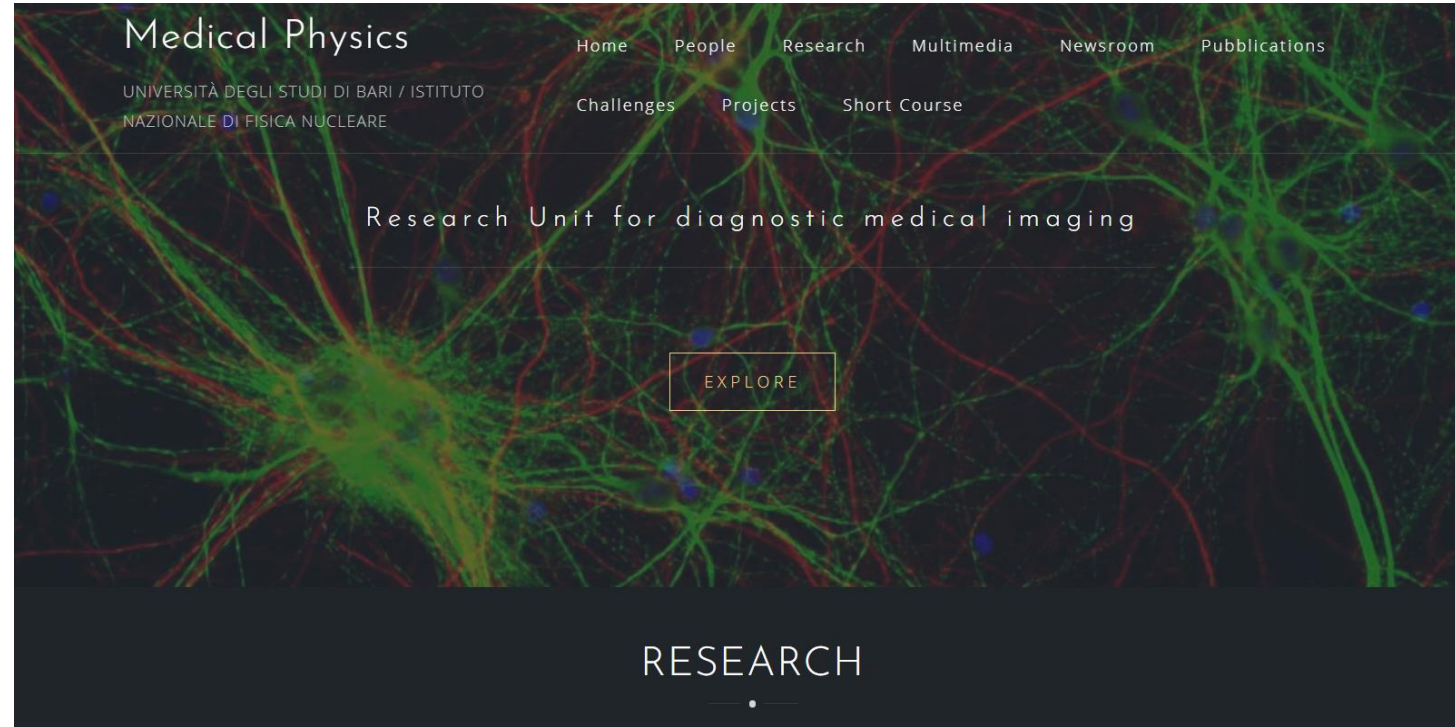 Medical Physics
UNIVERSITÀ DEGLI STUDI DI BARI / ISTITUTO
NAZIONALE DI FISICA NUCLEARE
Home People Research Multimedia Newsroom Pubblications
Challenges Projects Short Course
Research Unit for diagnostic medical imaging
EXPLORE
RESEARCH